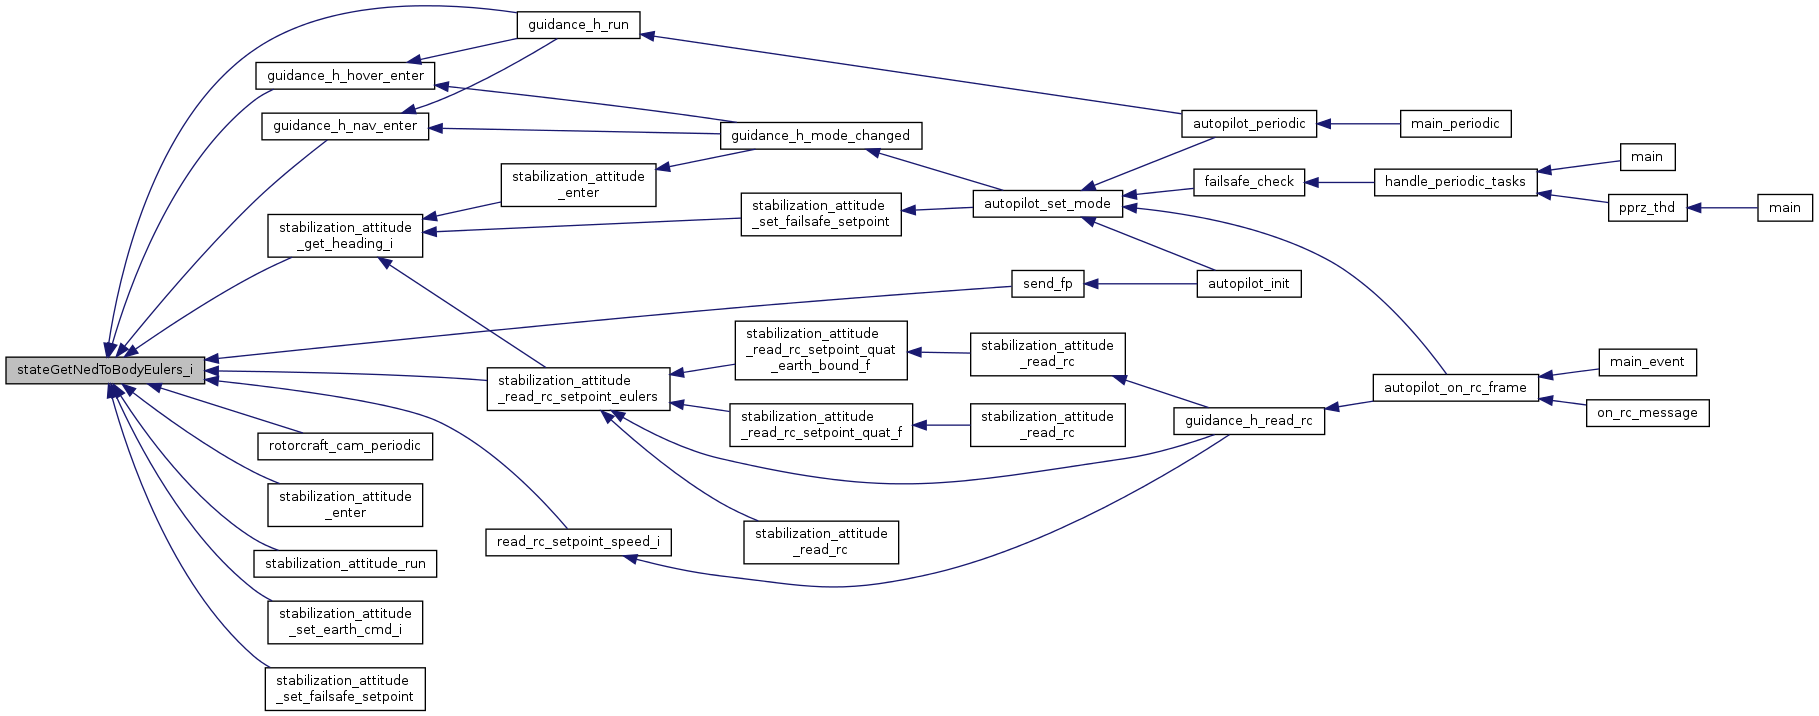 guidance_h_run
guidance_h_hover_enter
guidance_h_nav_enter
guidance_h_mode_changed
autopilot_periodic
main_periodic
main
stabilization_attitude
_enter
failsafe_check
handle_periodic_tasks
stabilization_attitude
_set_failsafe_setpoint
autopilot_set_mode
pprz_thd
main
stabilization_attitude
_get_heading_i
send_fp
autopilot_init
stabilization_attitude
_read_rc_setpoint_quat
_earth_bound_f
stabilization_attitude
_read_rc
stateGetNedToBodyEulers_i
main_event
stabilization_attitude
_read_rc_setpoint_eulers
autopilot_on_rc_frame
stabilization_attitude
_read_rc_setpoint_quat_f
stabilization_attitude
_read_rc
guidance_h_read_rc
on_rc_message
rotorcraft_cam_periodic
stabilization_attitude
_enter
read_rc_setpoint_speed_i
stabilization_attitude
_read_rc
stabilization_attitude_run
stabilization_attitude
_set_earth_cmd_i
stabilization_attitude
_set_failsafe_setpoint